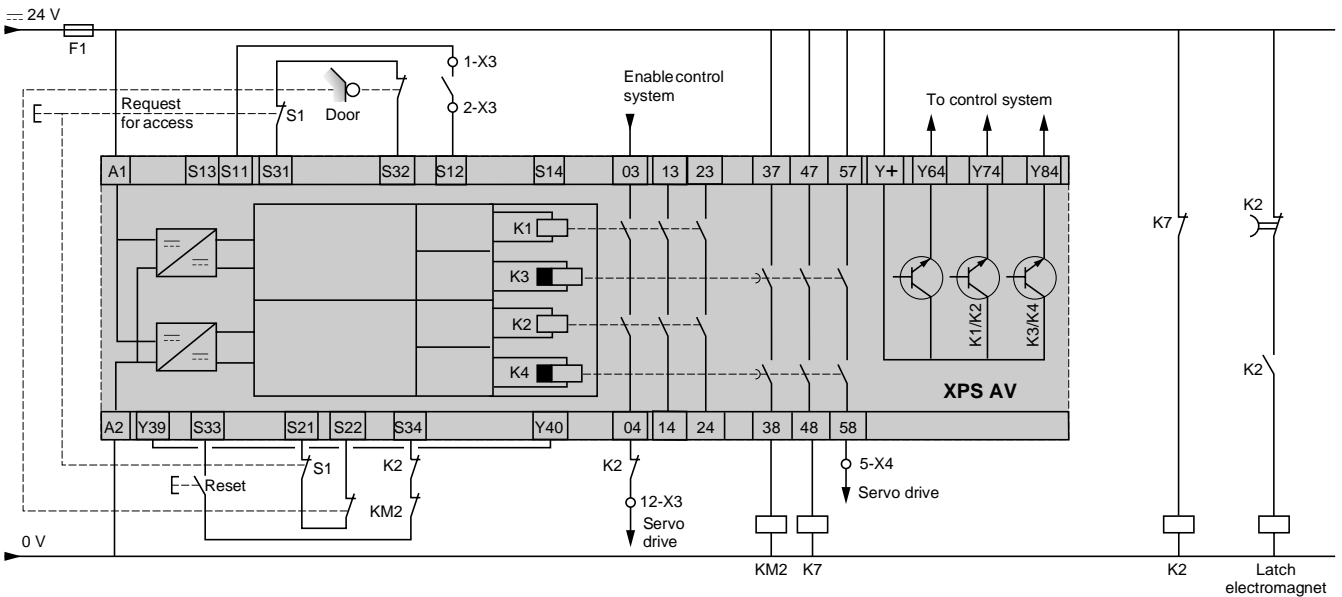 24 V
F1
1-X3
2-X3
Request
for access
S1
Door
Enable control
system
To control system
A1 S13 S11 S31 S32 S12 S14 03 13 23 37 47 57 Y+ Y64 Y74 Y84
K1
K3
K2
K4
K1/K2
K3/K4
XPS AV
K7
K2
K2
A2 Y39 S33 S21 S22 S34 Y40 04 14 24 38 48 58
S1
Reset
K2
KM2
K2
12-X3
Servo
drive
5-X4
Servo drive
0 V
KM2 K7 K2 Latch
electromagnet